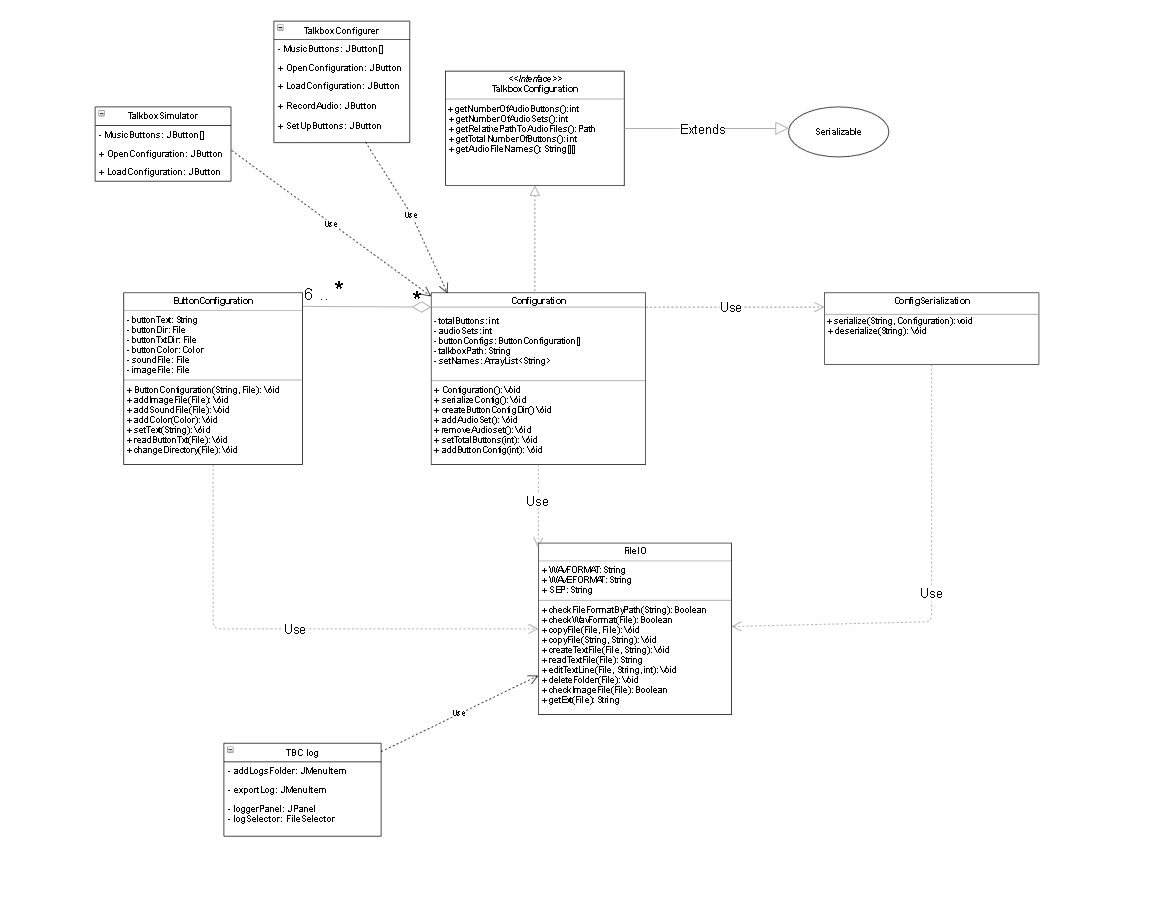 TalkboxConfigurer
- MusicButtons: JButton[]
+ OpenConfiguration: JButton
+ LoadConfiguration: JButton
+ RecordAudio: JButton
+ SetUpButtons: JButton
<<Interface>>
TalkboxConfiguration
+ getNumberOfAudioButtons():int
+ getNumberOfAudioSets():int
+ getRelativePathToAudioFiles(): Path
+ getTotalNumberOfButtons(): int
+ getAudioFileNames(): String[][]
Extends
Serializable
TalkboxSimulator
- MusicButtons: JButton[]
+ OpenConfiguration: JButton
+ LoadConfiguration: JButton
Use
Use
6 .. *
*
ButtonConfiguration
- buttonText: String
- buttonDir: File
- buttonTxtDir: File
- buttonColor: Color
- soundFile: File
- imageFile: File
+ ButtonConfiguration(String, File): Void
+ addImageFile(File): Void
+ addSoundFile(File): Void
+ addColor(Color): Void
+ setText(String): Void
+ readButtonTxt(File): Void
+ changeDirectory(File): Void
Configuration
- totalButtons: int
- audioSets: int
- buttonConfigs: ButtonConfiguration[]
- talkboxPath: String
- setNames: ArrayList<String>
+ Configuration(): Void
+ serializeConfig(): Void
+ createButtonConfigDir() Void
+ addAudioSet(): Void
+ removeAudioset(): Void
+ setTotalButtons(int): Void
+ addButtonConfig(int): Void
Use
ConfigSerialization
+ serialize(String, Configuration): void
+ deserialize(String): Void
Use
Use
Use
FileIO
+ WAVFORMAT: String
+ WAVEFORMAT: String
+ SEP: String
+ checkFileFormatByPath(String): Boolean
+ checkWavFormat(File): Boolean
+ copyFile(File, File): Void
+ copyFile(String, String): Void
+ createTextFile(File, String): Void
+ readTextFile(File): String
+ editTextLine(File, String,int): Void
+ deleteFolder(File): Void
+ checkImageFile(File): Boolean
+ getExt(File): String
Use
TBC log
- addLogsFolder: JMenuItem
- exportLog: JMenuItem
- loggerPanel: JPanel
- logSelector: FileSelector